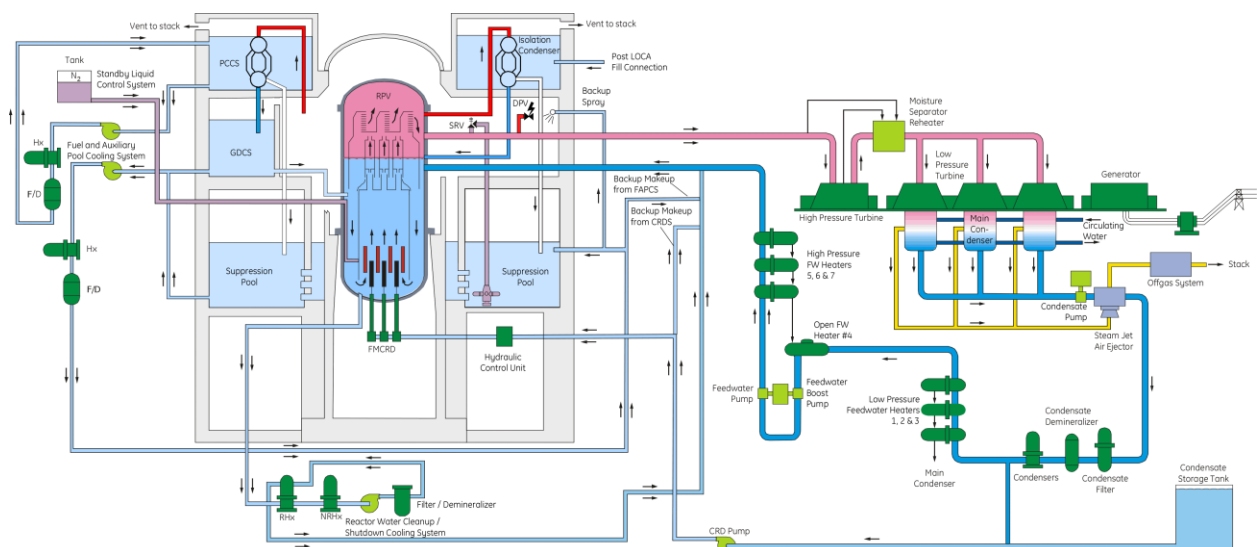 Vent to stack
Vent to stack
Tank
N2
Standby Liquid
Control System
PCCS
Isolation
Condenser
Post LOCA
Fill Connection
RPV
DPV
SRV
Backup
Spray
Hx
Fuel and Auxiliary
Pool Cooling System
F/D
GDCS
Hx
F/D
Suppression
Pool
Suppression
Pool
Backup Makeup
from FAPCS
Backup Makeup
from CRDS
FMCRD
Hydraulic
Control Unit
RHx
NRHx
Filter / Demineralizer
Reactor Water Cleanup /
Shutdown Cooling System
Moisture
Separator
Reheater
Low
Pressure
Turbine
Generator
High Pressure Turbine
Main
Con-
denser
Circulating
Water
High Pressure
FW Heaters
5, 6 & 7
Offgas System
Stack
Condensate
Pump
Steam Jet
Air Ejector
Open FW
Heater #4
Feedwater
Pump
Feedwater
Boost
Pump
Low Pressure
Feedwater Heaters
1, 2 & 3
Main
Condenser
Condensate
Demineralizer
Condensers
Condensate
Filter
Condensate
Storage Tank
CRD Pump